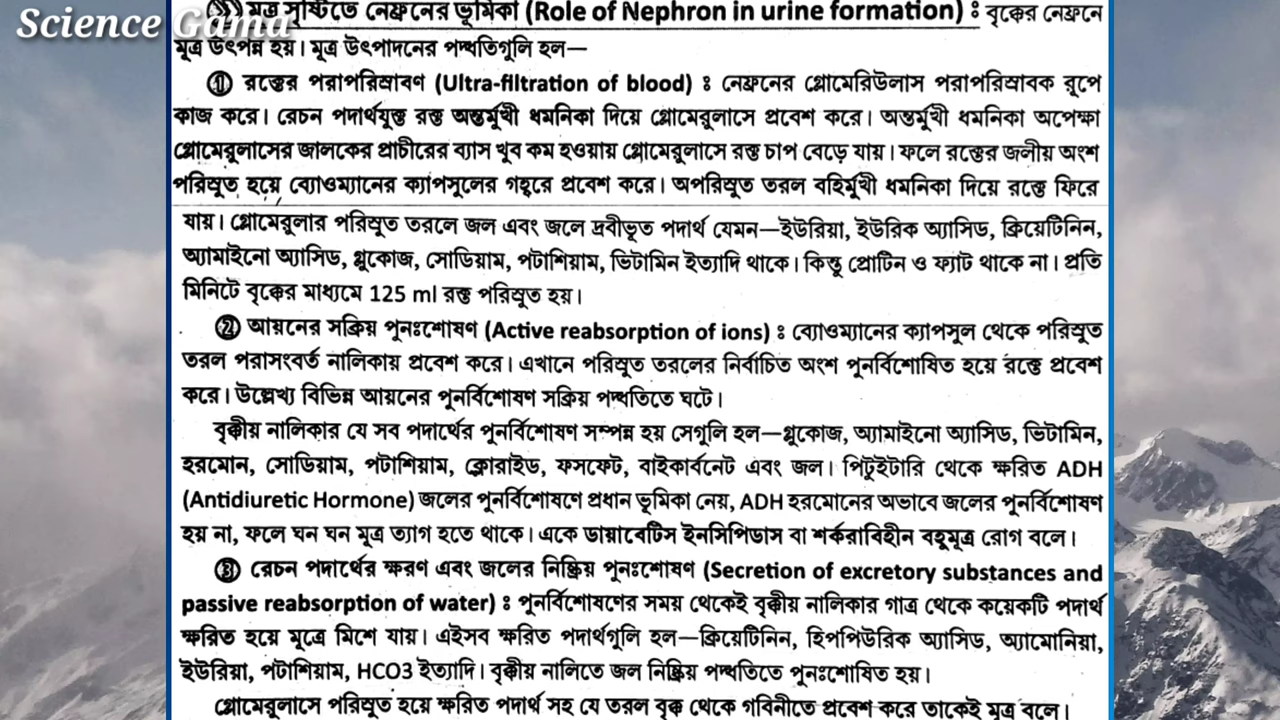 Science Gama
(১) মূত্র সৃষ্টিতে নেফ্রনের ভূমিকা (Role of Nephron in urine formation) : বৃক্কের নেফ্রনে
মূত্র উৎপন্ন হয়। মূত্র উৎপাদনের পদ্ধতিগুলি হল—
① রক্তের পরাপরিস্রাবণ (Ultra-filtration of blood) : নেফ্রনের গ্লোমেরিউলাস পরাপরিস্রাবক রূপে
কাজ করে। রেচন পদার্থযুক্ত রক্ত অন্তর্মুখী ধমনিকা দিয়ে গ্লোমেরুলাসে প্রবেশ করে। অন্তর্মুখী ধমনিকা অপেক্ষা
গ্লোমেরুলাসের জালকের প্রাচীরের ব্যাস খুব কম হওয়ায় গ্লোমেরুলাসে রক্ত চাপ বেড়ে যায়। ফলে রক্তের জলীয় অংশ
পরিস্রুত হয়ে ব্যোওম্যানের ক্যাপসুলের গহ্বরে প্রবেশ করে। অপরিস্রুত তরল বহির্মুখী ধমনিকা দিয়ে রক্তে ফিরে
যায়। গ্লোমেরুলার পরিস্রুত তরলে জল এবং জলে দ্রবীভূত পদার্থ যেমন—ইউরিয়া, ইউরিক অ্যাসিড, ক্রিয়েটিনিন,
অ্যামাইনো অ্যাসিড, গ্লুকোজ, সোডিয়াম, পটাশিয়াম, ভিটামিন ইত্যাদি থাকে। কিন্তু প্রোটিন ও ফ্যাট থাকে না। প্রতি
মিনিটে বৃক্কের মাধ্যমে 125 ml রক্ত পরিস্রুত হয়।
② আয়নের সক্রিয় পুনঃশোষণ (Active reabsorption of ions) : ব্যোওম্যানের ক্যাপসুল থেকে পরিস্রুত
তরল পরাসংবর্ত নালিকায় প্রবেশ করে। এখানে পরিস্রুত তরলের নির্বাচিত অংশ পুনর্বিশোষিত হয়ে রক্তে প্রবেশ
করে। উল্লেখ্য বিভিন্ন আয়নের পুনর্বিশোষণ সক্রিয় পদ্ধতিতে ঘটে।
বৃক্কীয় নালিকার যে সব পদার্থের পুনর্বিশোষণ সম্পন্ন হয় সেগুলি হল—গ্লুকোজ, অ্যামাইনো অ্যাসিড, ভিটামিন,
হরমোন, সোডিয়াম, পটাশিয়াম, ক্লোরাইড, ফসফেট, বাইকার্বনেট এবং জল। পিটুইটারি থেকে ক্ষরিত ADH
(Antidiuretic Hormone) জলের পুনর্বিশোষণে প্রধান ভূমিকা নেয়, ADH হরমোনের অভাবে জলের পুনর্বিশোষণ
হয় না, ফলে ঘন ঘন মূত্র ত্যাগ হতে থাকে। একে ডায়াবেটিস ইনসিপিডাস বা শর্করাবিহীন বহুমূত্র রোগ বলে।
③ রেচন পদার্থের ক্ষরণ এবং জলের নিষ্ক্রিয় পুনঃশোষণ (Secretion of excretory substances and
passive reabsorption of water) : পুনর্বিশোষণের সময় থেকেই বৃক্কীয় নালিকার গাত্র থেকে কয়েকটি পদার্থ
ক্ষরিত হয়ে মূত্রে মিশে যায়। এইসব ক্ষরিত পদার্থগুলি হল—ক্রিয়েটিনিন, হিপপিউরিক অ্যাসিড, অ্যামোনিয়া,
ইউরিয়া, পটাশিয়াম, HCO3 ইত্যাদি। বৃক্কীয় নালিতে জল নিষ্ক্রিয় পদ্ধতিতে পুনঃশোষিত হয়।
গ্লোমেরুলাসে পরিস্রুত হয়ে ক্ষরিত পদার্থ সহ যে তরল বৃক্ক থেকে গবিনীতে প্রবেশ করে তাকেই মূত্র বলে।